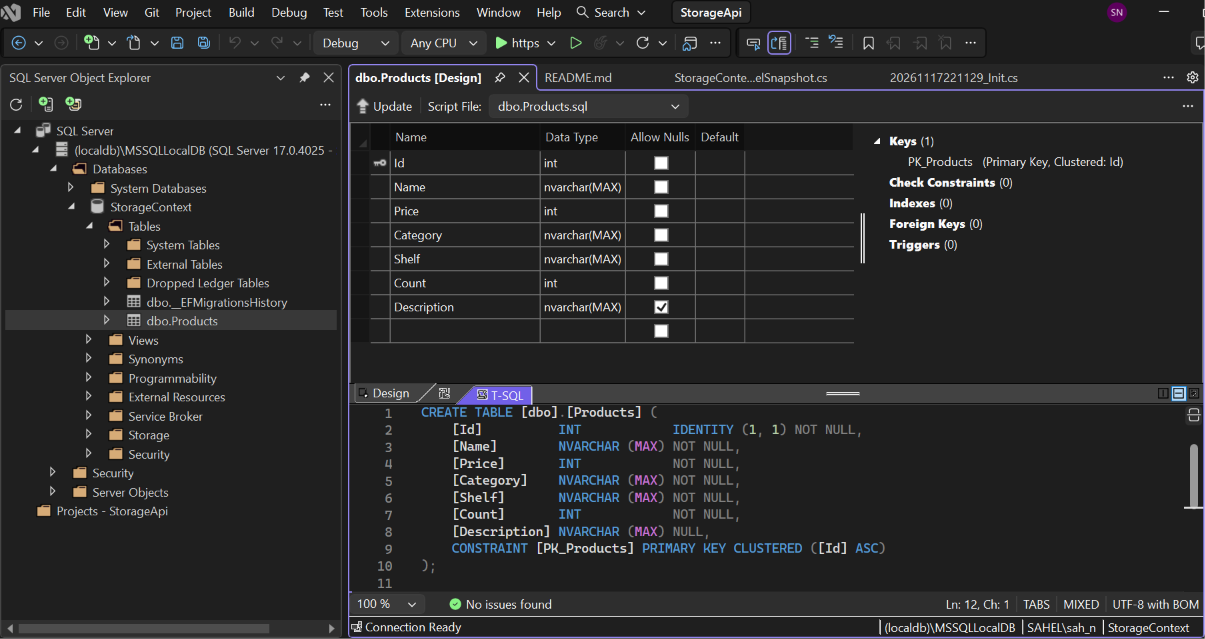 File Edit View Git Project Build Debug Test Tools Extensions Window Help Search StorageApi SN
Debug Any CPU https
SQL Server Object Explorer
SQL Server
(localdb)\MSSQLLocalDB (SQL Server 17.0.4025 -
Databases
System Databases
StorageContext
Tables
System Tables
External Tables
Dropped Ledger Tables
dbo.__EFMigrationsHistory
dbo.Products
Views
Synonyms
Programmability
External Resources
Service Broker
Storage
Security
Security
Server Objects
Projects - StorageApi
dbo.Products [Design] README.md StorageConte...elSnapshot.cs 20261117221129_Init.cs
Update Script File: dbo.Products.sql
Name Data Type Allow Nulls Default
Id int
Name nvarchar(MAX)
Price int
Category nvarchar(MAX)
Shelf nvarchar(MAX)
Count int
Description nvarchar(MAX)
Keys (1)
PK_Products (Primary Key, Clustered: Id)
Check Constraints (0)
Indexes (0)
Foreign Keys (0)
Triggers (0)
Design T-SQL
1 CREATE TABLE [dbo].[Products] (
2 [Id] INT IDENTITY (1, 1) NOT NULL,
3 [Name] NVARCHAR (MAX) NOT NULL,
4 [Price] INT NOT NULL,
5 [Category] NVARCHAR (MAX) NOT NULL,
6 [Shelf] NVARCHAR (MAX) NOT NULL,
7 [Count] INT NOT NULL,
8 [Description] NVARCHAR (MAX) NULL,
9 CONSTRAINT [PK_Products] PRIMARY KEY CLUSTERED ([Id] ASC)
10 );
11
100 % No issues found Ln: 12, Ch: 1 TABS MIXED UTF-8 with BOM
Connection Ready (localdb)\MSSQLLocalDB SAHEL\sah_n StorageContext